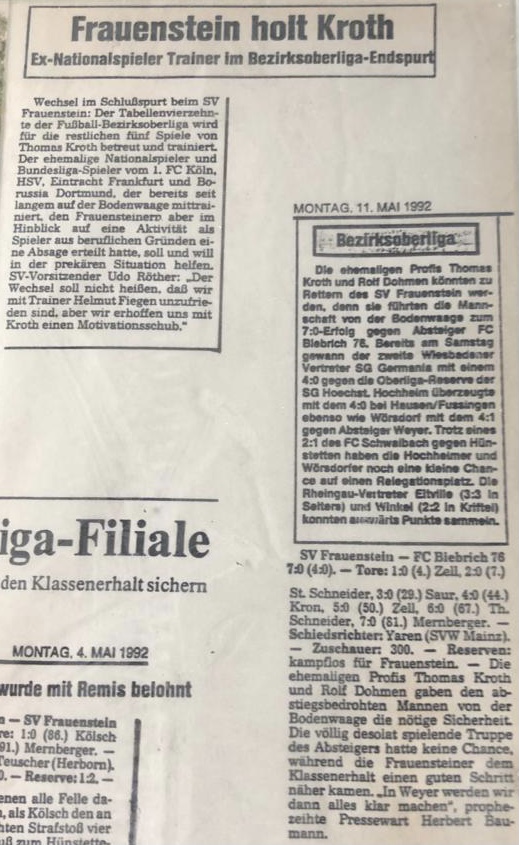 Frauenstein holt Kroth
Ex-Nationalspieler Trainer im Bezirksoberliga-Endspurt
Wechsel im Schlußspurt beim SV
Frauenstein: Der Tabellenvierzehn-
te der Fußball-Bezirksoberliga wird
für die restlichen fünf Spiele von
Thomas Kroth betreut und trainiert.
Der ehemalige Nationalspieler und
Bundesliga-Spieler vom 1. FC Köln,
HSV, Eintracht Frankfurt und Bo-
russia Dortmund, der bereits seit
langem auf der Bodenwaage mittrai-
niert, den Frauensteinern aber im
Hinblick auf eine Aktivität als
Spieler aus beruflichen Gründen ei-
ne Absage erteilt hatte, soll und will
in der prekären Situation helfen.
SV-Vorsitzender Udo Röther: „Der
Wechsel soll nicht heißen, daß wir
mit Trainer Helmut Fiegen unzufrie-
den sind, aber wir erhoffen uns mit
Kroth einen Motivationsschub."
iga-Filiale
den Klassenerhalt sichern
MONTAG, 4. MAI 1992
wurde mit Remis belohnt
— SV Frauenstein
re: 1:0 (86.) Kölsch
91.) Mernberger. —
Teuscher (Herborn).
0. — Reserve: 1:2. —
enen alle Felle da-
, als Kölsch den an
hten Strafstoß vier
uß zum Hünstette-
MONTAG, 11. MAI 1992
Bezirksoberliga
Die ehemaligen Profis Thomas
Kroth und Rolf Dohmen könnten zu
Rettern des SV Frauenstein wer-
den, denn sie führten die Mann-
schaft von der Bodenwaage zum
7:0-Erfolg gegen Absteiger FC
Biebrich 76. Bereits am Samstag
gewann der zweite Wiesbadener
Vertreter SG Germania mit einem
4:0 gegen die Oberliga-Reserve der
SG Hoechst. Hochheim überzeugte
mit dem 4:0 bei Hausen/Fussingen
ebenso wie Wörsdorf mit dem 4:1
gegen Absteiger Weyer. Trotz eines
2:1 des FC Schwalbach gegen Hün-
stetten haben die Hochheimer und
Wörsdorfer noch eine kleine Chan-
ce auf einen Relegationsplatz. Die
Rheingau-Vertreter Eltville (3:3 in
Selters) und Winkel (2:2 in Kriftel)
konnten auswärts Punkte sammeln.
SV Frauenstein — FC Biebrich 76
7:0 (4:0). — Tore: 1:0 (4.) Zell, 2:0 (7.)
St. Schneider, 3:0 (29.) Saur, 4:0 (44.)
Kron, 5:0 (50.) Zell, 6:0 (67.) Th.
Schneider, 7:0 (81.) Mernberger. —
Schiedsrichter: Yaren (SVW Mainz).
— Zuschauer: 300. — Reserven:
kampflos für Frauenstein. — Die
ehemaligen Profis Thomas Kroth
und Rolf Dohmen gaben den ab-
stiegsbedrohten Mannen von der
Bodenwaage die nötige Sicherheit.
Die völlig desolat spielende Truppe
des Absteigers hatte keine Chance,
während die Frauensteiner dem
Klassenerhalt einen guten Schritt
näher kamen. „In Weyer werden wir
dann alles klar machen", prophe-
zeihte Pressewart Herbert Bau-
mann.